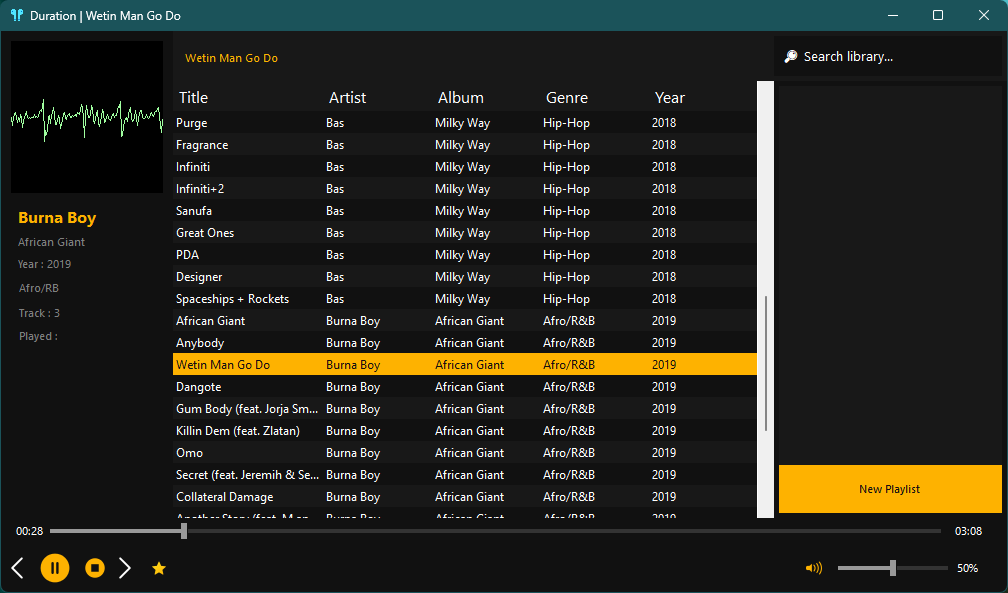 Duration | Wetin Man Go Do
Wetin Man Go Do
Search library...
Title Artist Album Genre Year
Purge Bas Milky Way Hip-Hop 2018
Fragrance Bas Milky Way Hip-Hop 2018
Infiniti Bas Milky Way Hip-Hop 2018
Infiniti+2 Bas Milky Way Hip-Hop 2018
Sanufa Bas Milky Way Hip-Hop 2018
Great Ones Bas Milky Way Hip-Hop 2018
PDA Bas Milky Way Hip-Hop 2018
Designer Bas Milky Way Hip-Hop 2018
Spaceships + Rockets Bas Milky Way Hip-Hop 2018
African Giant Burna Boy African Giant Afro/R&B 2019
Anybody Burna Boy African Giant Afro/R&B 2019
Wetin Man Go Do Burna Boy African Giant Afro/R&B 2019
Dangote Burna Boy African Giant Afro/R&B 2019
Gum Body (feat. Jorja Sm... Burna Boy African Giant Afro/R&B 2019
Killin Dem (feat. Zlatan) Burna Boy African Giant Afro/R&B 2019
Omo Burna Boy African Giant Afro/R&B 2019
Secret (feat. Jeremih & Se... Burna Boy African Giant Afro/R&B 2019
Collateral Damage Burna Boy African Giant Afro/R&B 2019
Burna Boy African Giant Afro/R&B 2019
Burna Boy
African Giant
Year : 2019
Afro/RB
Track : 3
Played :
New Playlist
00:28
03:08
50%